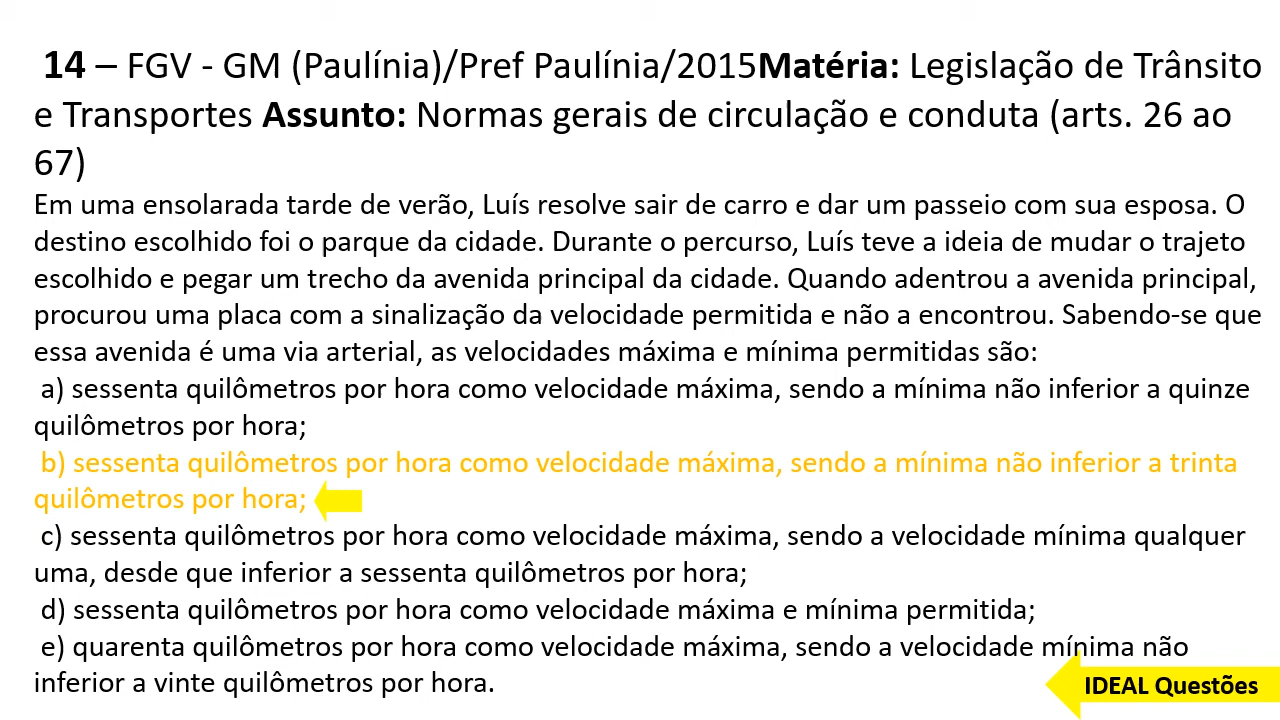 14 – FGV - GM (Paulínia)/Pref Paulínia/2015Matéria: Legislação de Trânsito
e Transportes Assunto: Normas gerais de circulação e conduta (arts. 26 ao
67)
Em uma ensolarada tarde de verão, Luís resolve sair de carro e dar um passeio com sua esposa. O
destino escolhido foi o parque da cidade. Durante o percurso, Luís teve a ideia de mudar o trajeto
escolhido e pegar um trecho da avenida principal da cidade. Quando adentrou a avenida principal,
procurou uma placa com a sinalização da velocidade permitida e não a encontrou. Sabendo-se que
essa avenida é uma via arterial, as velocidades máxima e mínima permitidas são:
a) sessenta quilômetros por hora como velocidade máxima, sendo a mínima não inferior a quinze
quilômetros por hora;
b) sessenta quilômetros por hora como velocidade máxima, sendo a mínima não inferior a trinta
quilômetros por hora;
c) sessenta quilômetros por hora como velocidade máxima, sendo a velocidade mínima qualquer
uma, desde que inferior a sessenta quilômetros por hora;
d) sessenta quilômetros por hora como velocidade máxima e mínima permitida;
e) quarenta quilômetros por hora como velocidade máxima, sendo a velocidade mínima não
inferior a vinte quilômetros por hora.
IDEAL Questões